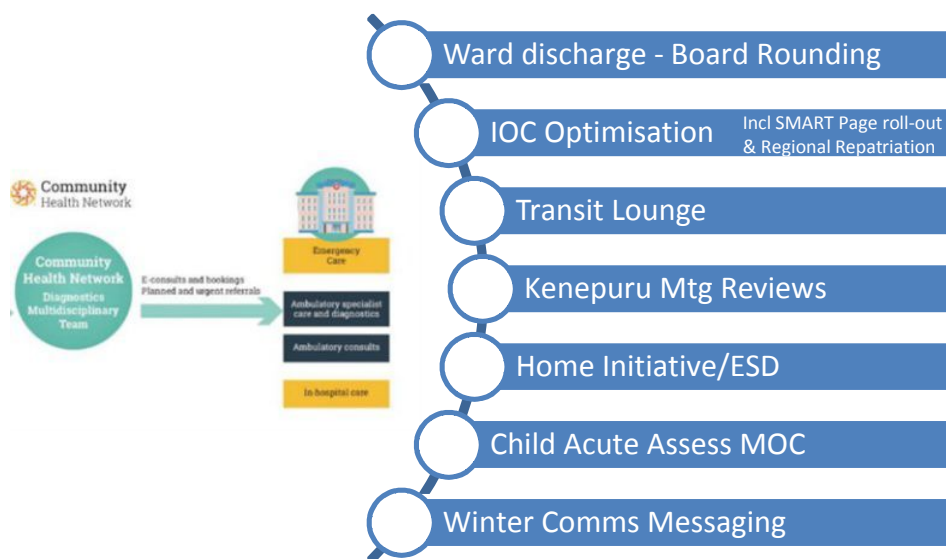 Community
Health Network
Community
Health Network
Diagnostics
Multidisciplinary
Team
E-consults and bookings
Planned and urgent referrals
Emergency
Care
Ambulatory specialist
care and diagnostics
Ambulatory consults
In hospital care
Ward discharge - Board Rounding
IOC Optimisation
Incl SMART Page roll-out
& Regional Repatriation
Transit Lounge
Kenepuru Mtg Reviews
Home Initiative/ESD
Child Acute Assess MOC
Winter Comms Messaging